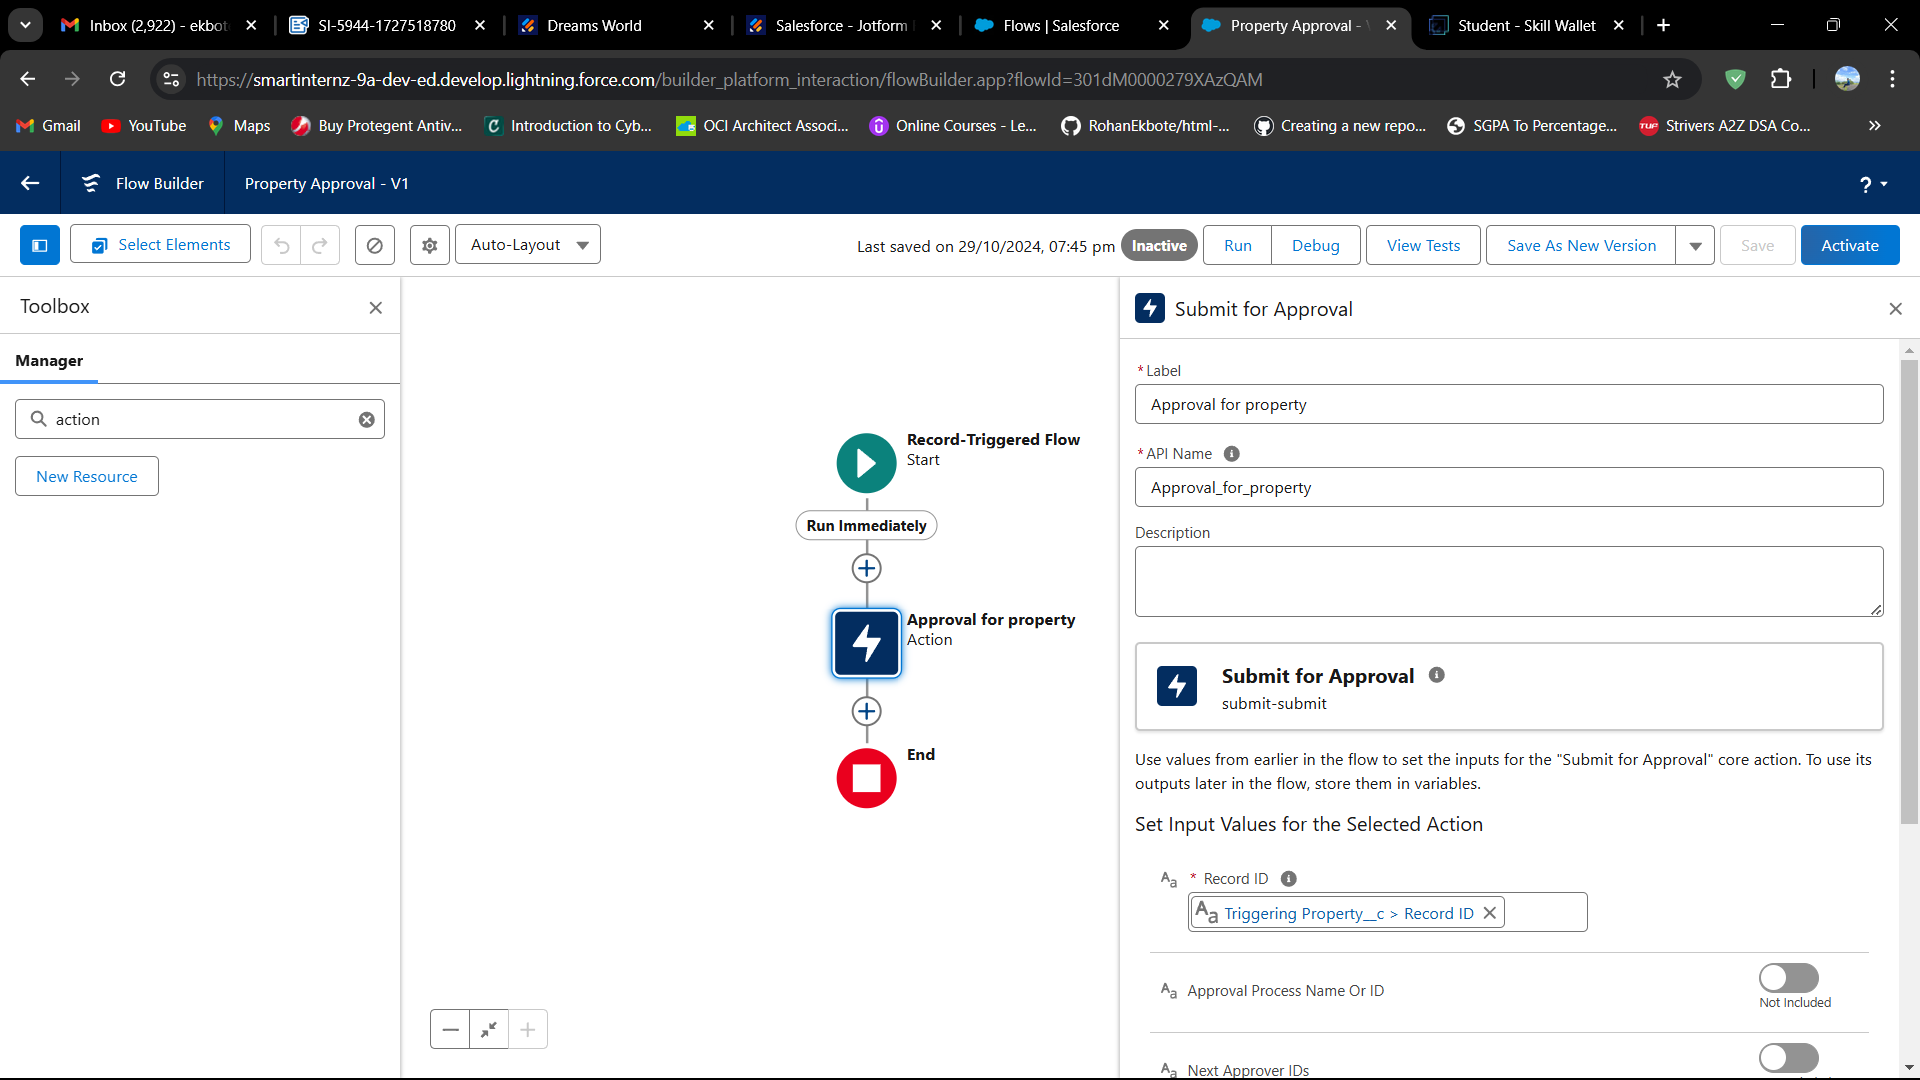 Inbox (2,922) - ekbot
SI-5944-1727518780
Dreams World
Salesforce - Jotform
Flows | Salesforce
Property Approval -
Student - Skill Wallet
https://smartinternz-9a-dev-ed.develop.lightning.force.com/builder_platform_interaction/flowBuilder.app?flowId=301dM0000279XAzQAM
Gmail
YouTube
Maps
Buy Protegent Antiv...
Introduction to Cyb...
OCI Architect Associ...
Online Courses - Le...
RohanEkbote/html-...
Creating a new repo...
SGPA To Percentage...
TUF
Strivers A2Z DSA Co...
Flow Builder
Property Approval - V1
?
Select Elements
Auto-Layout
Last saved on 29/10/2024, 07:45 pm
Inactive
Run
Debug
View Tests
Save As New Version
Save
Activate
Toolbox
Manager
action
New Resource
Record-Triggered Flow
Start
Run Immediately
Approval for property
Action
End
Submit for Approval
* Label
Approval for property
* API Name
Approval_for_property
Description
Submit for Approval
submit-submit
Use values from earlier in the flow to set the inputs for the "Submit for Approval" core action. To use its
outputs later in the flow, store them in variables.
Set Input Values for the Selected Action
Aa * Record ID
Aa Triggering Property__c > Record ID
Aa Approval Process Name Or ID
Not Included
Aa Next Approver IDs